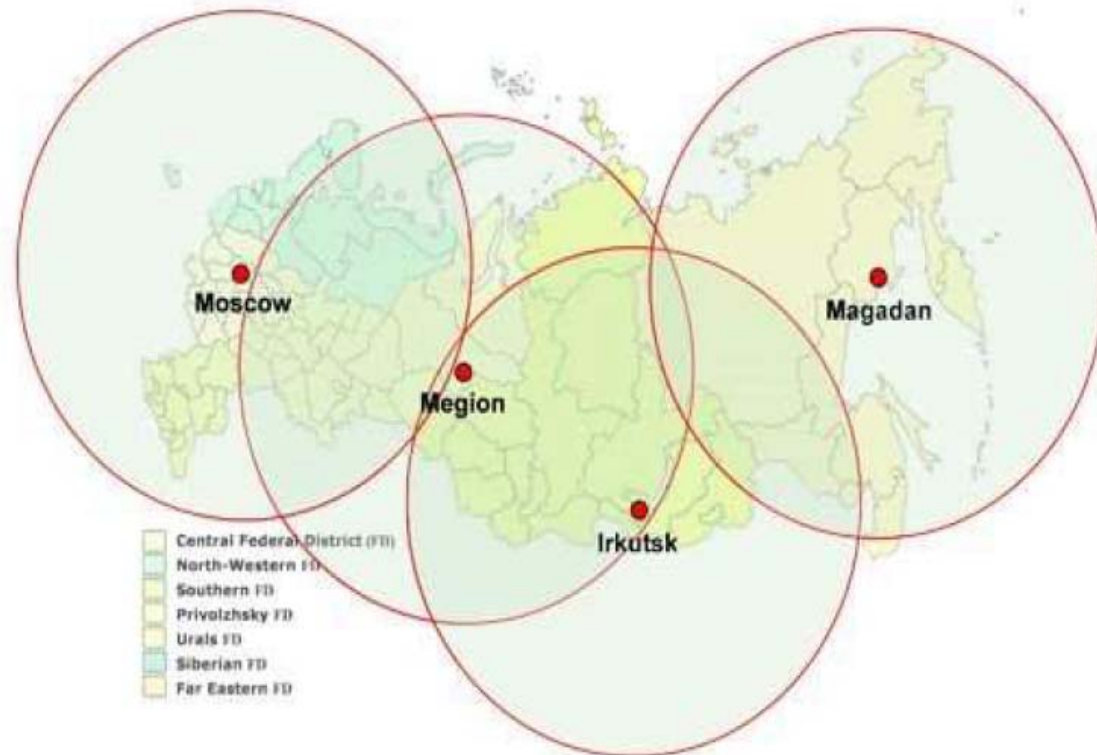 Moscow
Magadan
Megion
Irkutsk
Central Federal District (FD)
North-Western FD
Southern FD
Privolzhsky FD
Urals FD
Siberian FD
Far Eastern FD